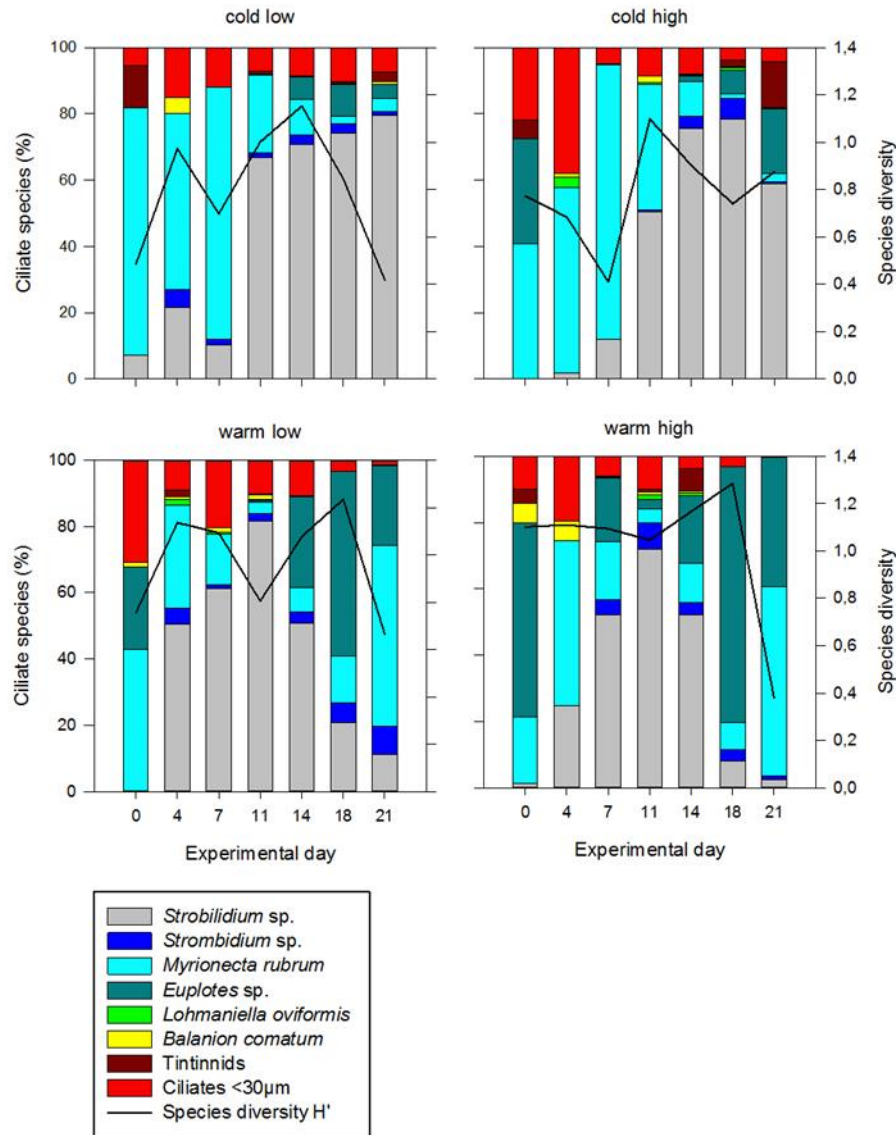 cold low
cold high
100
80
60
40
20
0
Ciliate species (%)
1,4
1,2
1,0
0,8
0,6
0,4
0,2
0,0
Species diversity
warm low
warm high
100
80
60
40
20
0
Ciliate species (%)
1,4
1,2
1,0
0,8
0,6
0,4
0,2
0,0
Species diversity
0 4 7 11 14 18 21
0 4 7 11 14 18 21
Experimental day
Experimental day
Strobilidium sp.
Strombidium sp.
Myrionecta rubrum
Euplotes sp.
Lohmaniella oviformis
Balanion comatum
Tintinnids
Ciliates <30µm
Species diversity H'